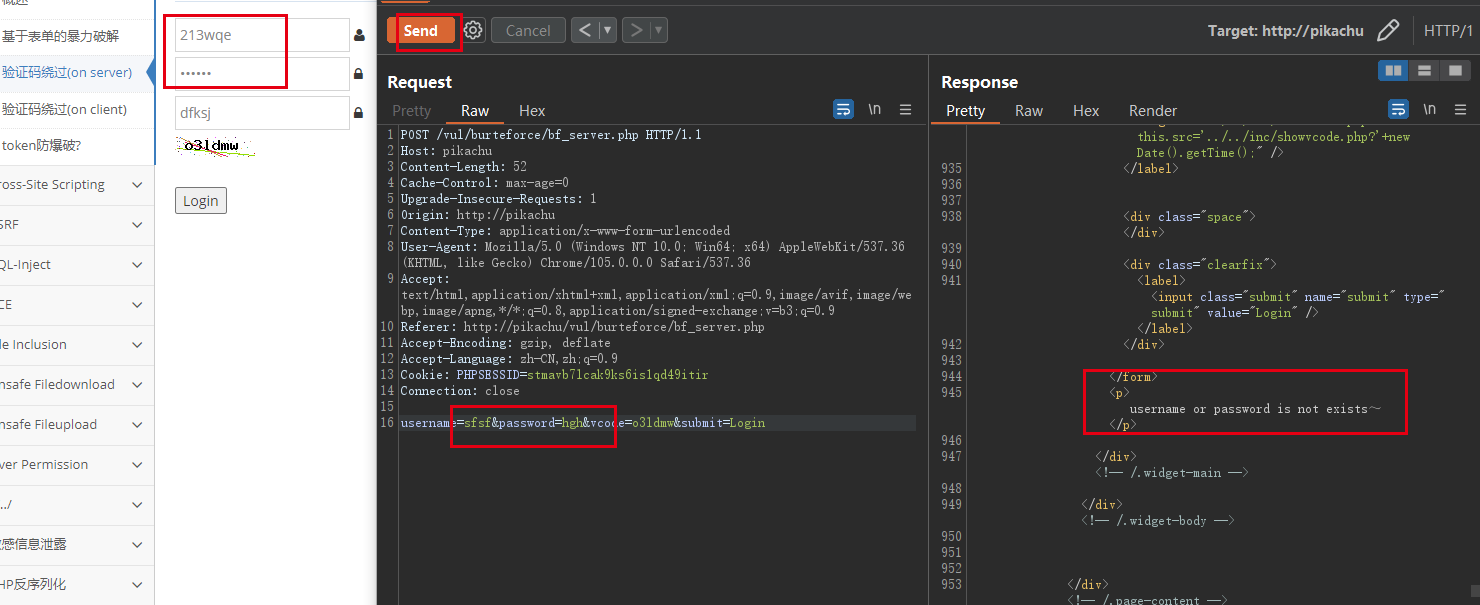 概述
基于表单的暴力破解
验证码绕过(on server)
验证码绕过(on client)
token防爆破?
ross-Site Scripting
SRF
QL-Inject
CE
le Inclusion
nsafe Filedownload
nsafe Fileupload
ver Permission
../
感信息泄露
HP反序列化
213wqe
••••••
dfksj
o3ldmw
Login
Send
Cancel
<
>
Target: http://pikachu
HTTP/1
Request
Pretty
Raw
Hex
\n
1 POST /vul/burteforce/bf_server.php HTTP/1.1
2 Host: pikachu
3 Content-Length: 52
4 Cache-Control: max-age=0
5 Upgrade-Insecure-Requests: 1
6 Origin: http://pikachu
7 Content-Type: application/x-www-form-urlencoded
8 User-Agent: Mozilla/5.0 (Windows NT 10.0; Win64; x64) AppleWebKit/537.36
(KHTML, like Gecko) Chrome/105.0.0.0 Safari/537.36
9 Accept:
text/html,application/xhtml+xml,application/xml;q=0.9,image/avif,image/we
bp,image/apng,*/*;q=0.8,application/signed-exchange;v=b3;q=0.9
10 Referer: http://pikachu/vul/burteforce/bf_server.php
11 Accept-Encoding: gzip, deflate
12 Accept-Language: zh-CN,zh;q=0.9
13 Cookie: PHPSESSID=stmavb7lcak9ks6islqd49itir
14 Connection: close
15
16 username=sfsf&password=hgh&vcode=o3ldmw&submit=Login
Response
Pretty
Raw
Hex
Render
\n
this.src='../../inc/showvcode.php?'+new
Date().getTime();" />
935 </label>
936
937
938 <div class="space">
</div>
939
940 <div class="clearfix">
941 <label>
<input class="submit" name="submit" type="
submit" value="Login" />
</label>
942 </div>
943
944 </form>
945 <p>
username or password is not exists～
</p>
946
947 </div>
<!-- /.widget-main -->
948
949 </div>
<!-- /.widget-body -->
950
951
952
953 </div>
<!-- /.page-content -->